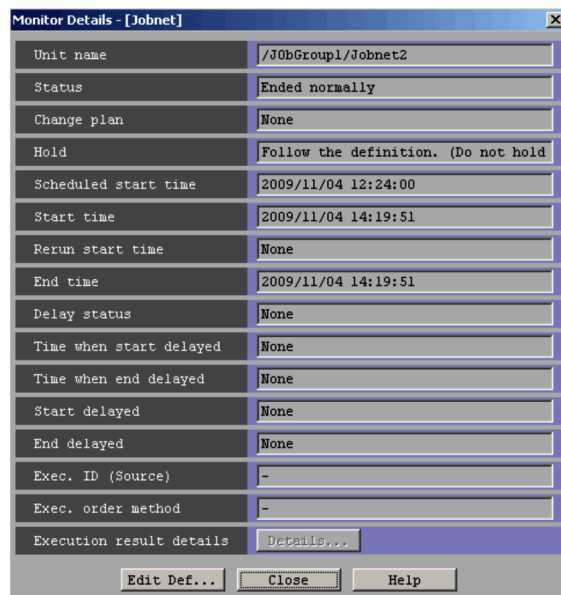 Monitor Details - [Jobnet]
Unit name /J0bGroup1/Jobnet2
Status Ended normally
Change plan None
Hold Follow the definition. (Do not hold
Scheduled start time 2009/11/04 12:24:00
Start time 2009/11/04 14:19:51
Rerun start time None
End time 2009/11/04 14:19:51
Delay status None
Time when start delayed None
Time when end delayed None
Start delayed None
End delayed None
Exec. ID (Source) -
Exec. order method -
Execution result details Details...
Edit Def... Close Help